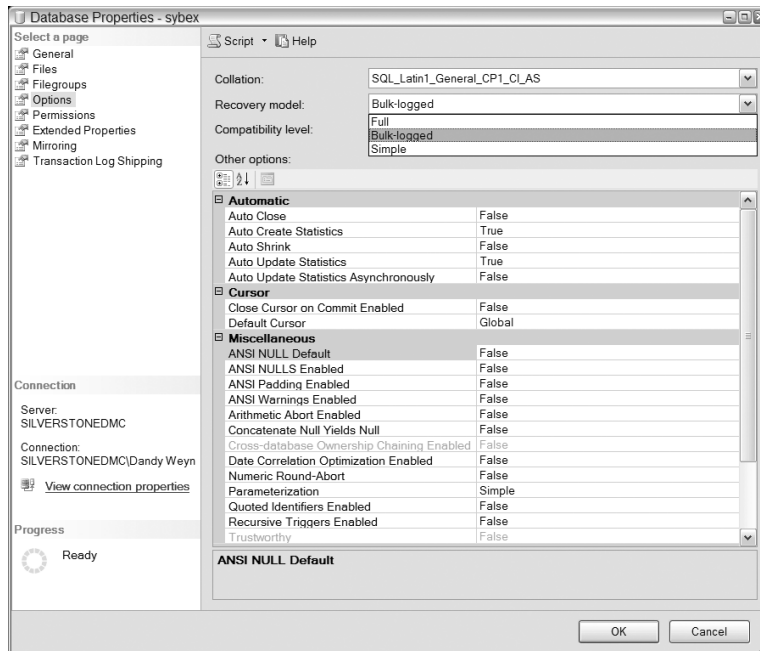 Database Properties - sybex
Select a page
General
Files
Filegroups
Options
Permissions
Extended Properties
Mirroring
Transaction Log Shipping
Connection
Server:
SILVERSTONEDMC
Connection:
SILVERSTONEDMC\Dandy Weyn
View connection properties
Progress
Ready
Script Help
Collation: SQL_Latin1_General_CP1_CI_AS
Recovery model: Bulk-logged
Full
Compatibility level: Bulk-logged
Simple
Other options:
Automatic
Auto Close False
Auto Create Statistics True
Auto Shrink False
Auto Update Statistics True
Auto Update Statistics Asynchronously False
Cursor
Close Cursor on Commit Enabled False
Default Cursor Global
Miscellaneous
ANSI NULL Default False
ANSI NULLS Enabled False
ANSI Padding Enabled False
ANSI Warnings Enabled False
Arithmetic Abort Enabled False
Concatenate Null Yields Null False
Cross-database Ownership Chaining Enabled False
Date Correlation Optimization Enabled False
Numeric Round-Abort False
Parameterization Simple
Quoted Identifiers Enabled False
Recursive Triggers Enabled False
Trustworthy False
ANSI NULL Default
OK Cancel